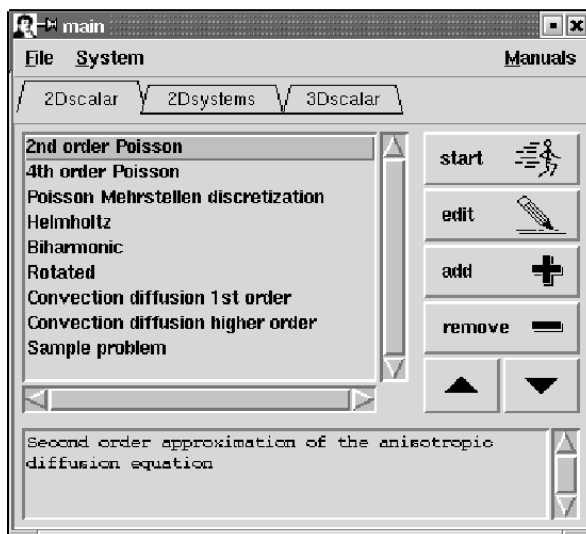 main
File System Manuals
2Dscalar 2Dsystems 3Dscalar
2nd order Poisson
4th order Poisson
Poisson Mehrstellen discretization
Helmholtz
Biharmonic
Rotated
Convection diffusion 1st order
Convection diffusion higher order
Sample problem
start
edit
add
remove
Second order approximation of the anisotropic
diffusion equation